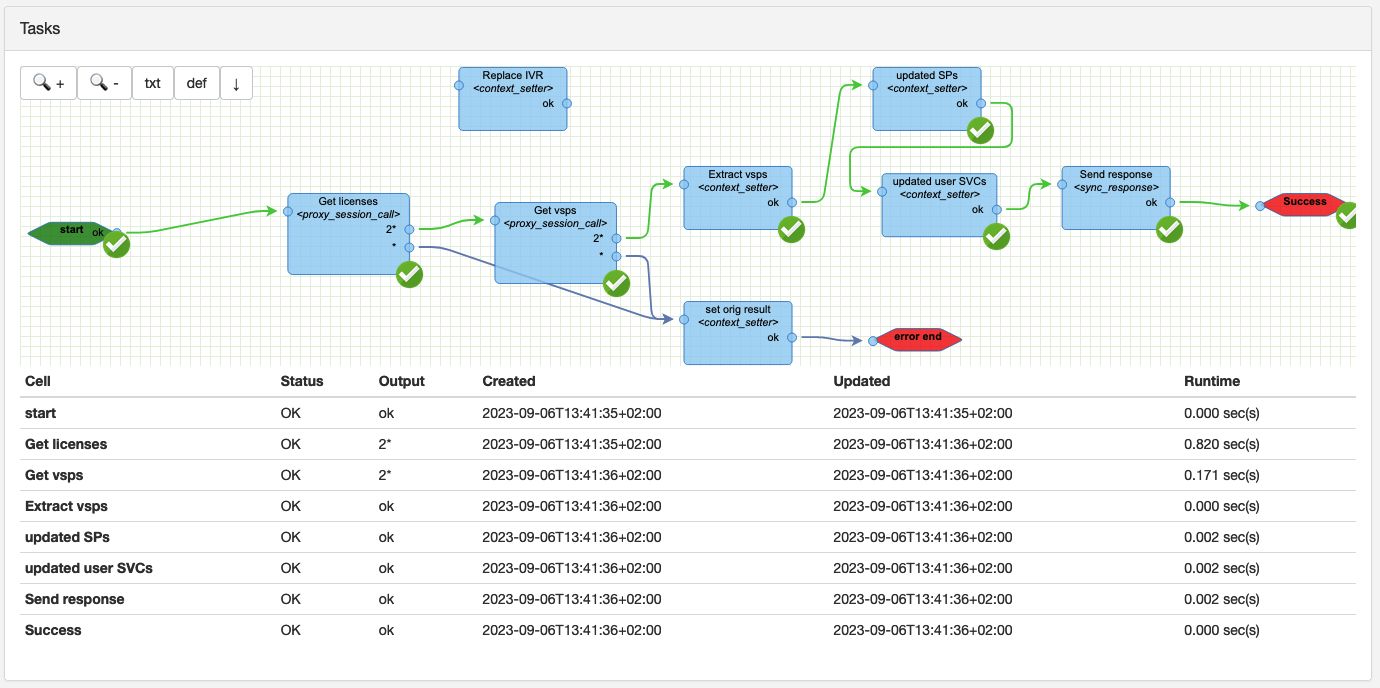 Tasks
+
-
txt
def
↓
Replace IVR
<context_setter>
ok
updated SPs
<context_setter>
ok
Extract vsps
<context_setter>
ok
updated user SVCs
<context_setter>
ok
Send response
<sync_response>
ok
Success
Get licenses
<proxy_session_call>
2*
*
Get vsps
<proxy_session_call>
2*
*
start ok
set orig result
<context_setter>
ok
error end
Cell Status Output Created Updated Runtime
start OK ok 2023-09-06T13:41:35+02:00 2023-09-06T13:41:35+02:00 0.000 sec(s)
Get licenses OK 2* 2023-09-06T13:41:35+02:00 2023-09-06T13:41:36+02:00 0.820 sec(s)
Get vsps OK 2* 2023-09-06T13:41:36+02:00 2023-09-06T13:41:36+02:00 0.171 sec(s)
Extract vsps OK ok 2023-09-06T13:41:36+02:00 2023-09-06T13:41:36+02:00 0.000 sec(s)
updated SPs OK ok 2023-09-06T13:41:36+02:00 2023-09-06T13:41:36+02:00 0.002 sec(s)
updated user SVCs OK ok 2023-09-06T13:41:36+02:00 2023-09-06T13:41:36+02:00 0.002 sec(s)
Send response OK ok 2023-09-06T13:41:36+02:00 2023-09-06T13:41:36+02:00 0.002 sec(s)
Success OK ok 2023-09-06T13:41:36+02:00 2023-09-06T13:41:36+02:00 0.000 sec(s)